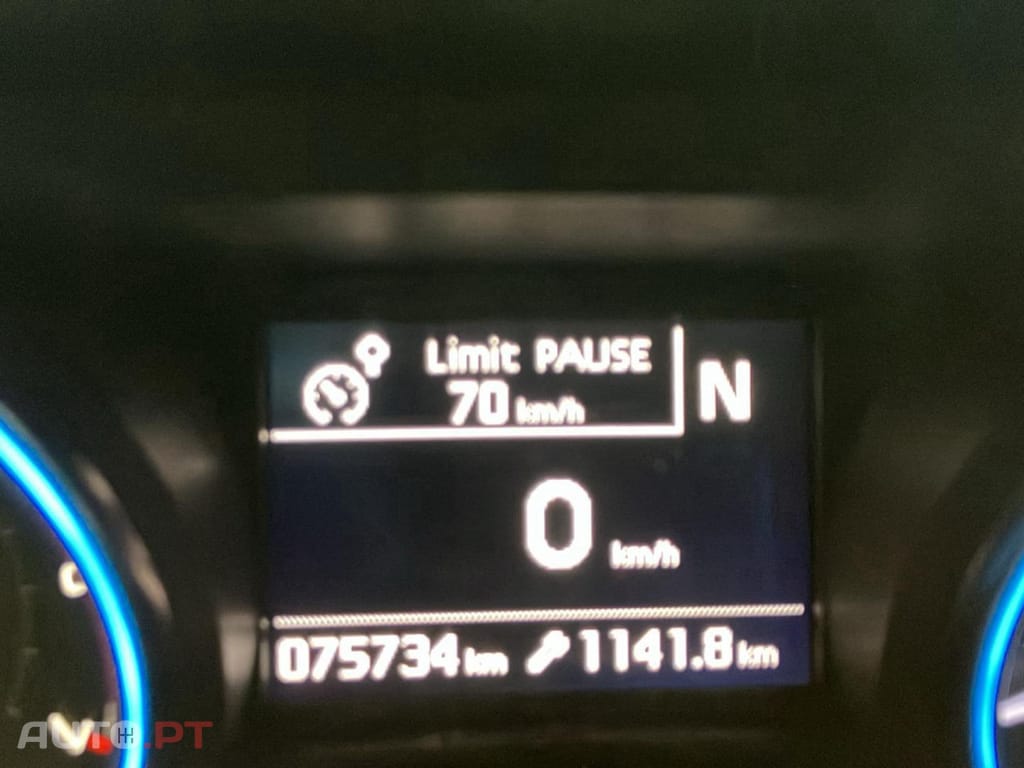 Limit PAUSE
70 km/h
N
0 km/h
075734 km 1141.8 km
C
AUTO.PT